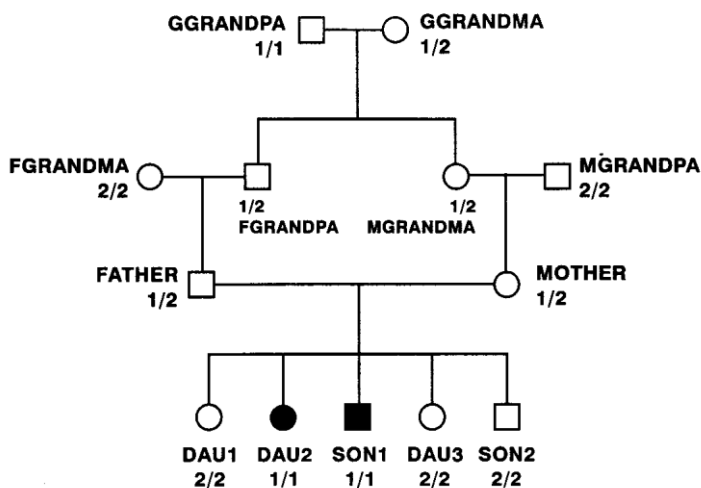 GGRANDPA
1/1
GGRANDMA
1/2
FGRANDMA
2/2
1/2
FGRANDPA
1/2
MGRANDMA
MGRANDPA
2/2
FATHER
1/2
MOTHER
1/2
DAU1 DAU2 SON1 DAU3 SON2
2/2 1/1 1/1 2/2 2/2